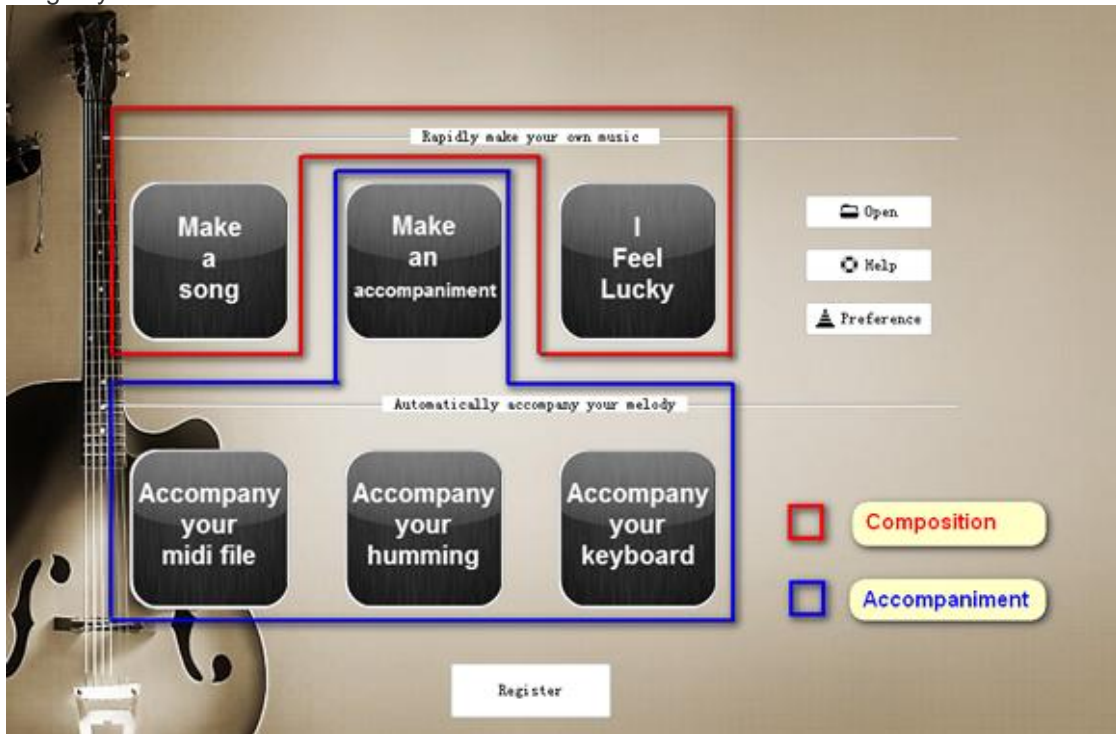 Rapidly make your own music
Make
a
song
Make
an
accompaniment
I
Feel
Lucky
Open
Help
Preference
Automatically accompany your melody
Accompany
your
midi file
Accompany
your
humming
Accompany
your
keyboard
Composition
Accompaniment
Register